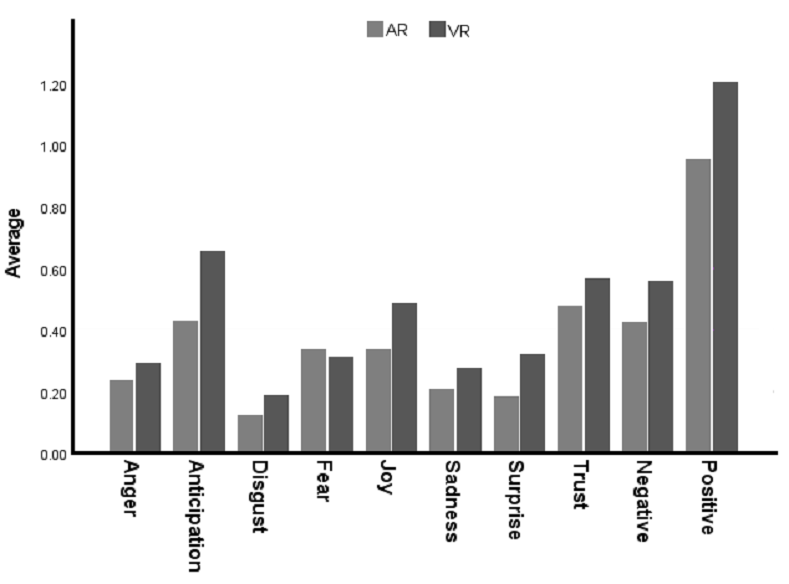 AR VR
Average
1.20
1.00
0.80
0.60
0.40
0.20
0.00
Anger
Anticipation
Disgust
Fear
Joy
Sadness
Surprise
Trust
Negative
Positive